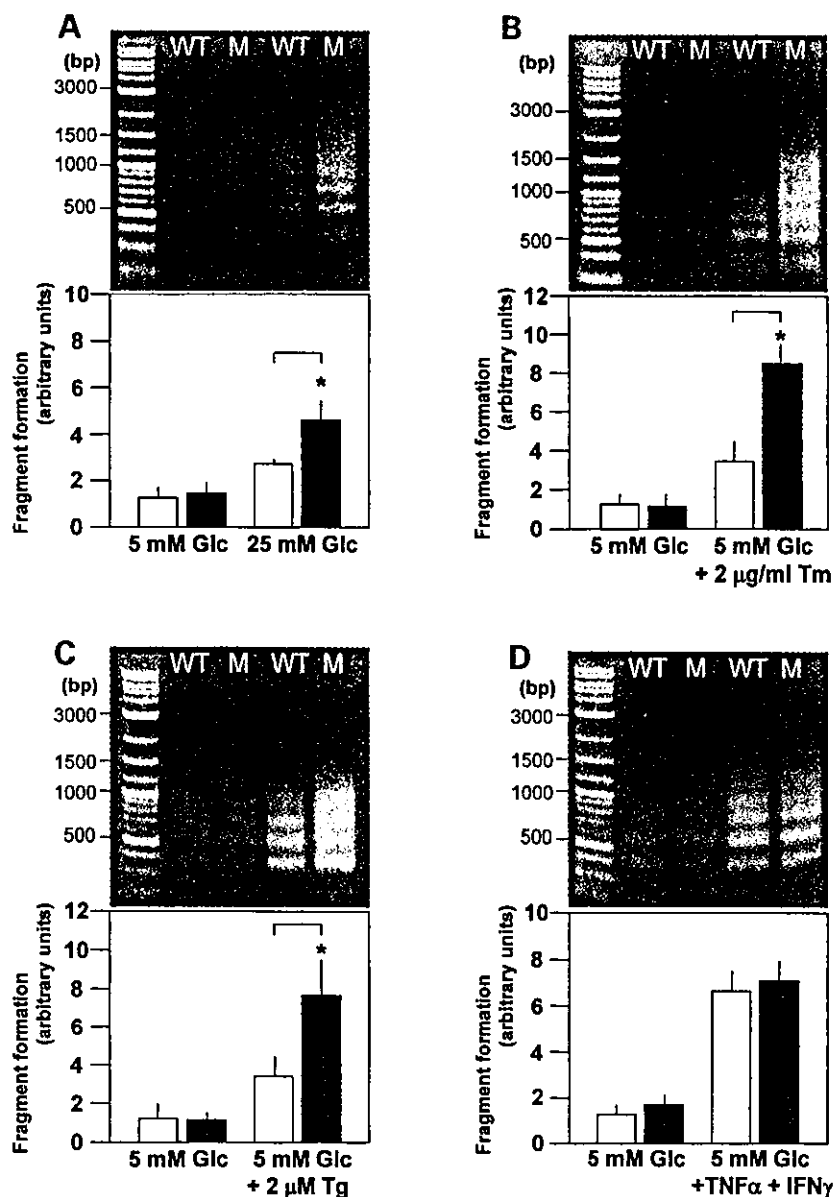 A
WT M WT M
(bp)
3000
1500
1000
500
10
8
6
4
2
0
Fragment formation
(arbitrary units)
*
5 mM Glc 25 mM Glc
B
WT M WT M
(bp)
3000
1500
1000
500
12
10
8
6
4
2
0
Fragment formation
(arbitrary units)
*
5 mM Glc 5 mM Glc
+ 2 μg/ml Tm
C
WT M WT M
(bp)
3000
1500
1000
500
12
10
8
6
4
2
0
Fragment formation
(arbitrary units)
*
5 mM Glc 5 mM Glc
+ 2 μM Tg
D
WT M WT M
(bp)
3000
1500
1000
500
10
8
6
4
2
0
Fragment formation
(arbitrary units)
5 mM Glc 5 mM Glc
+TNFα + IFNγ